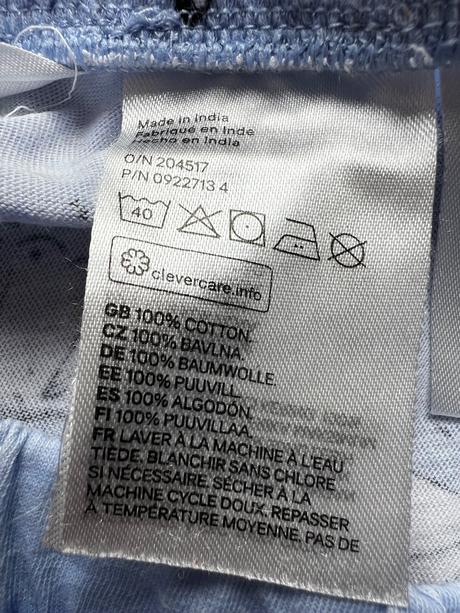 Made in India
Fabriqué en Inde
Hecho en India
O/N 204517
P/N 0922713 4
40
clevercare.info
GB 100% COTTON.
CZ 100% BAVLNA.
DE 100% BAUMWOLLE.
EE 100% PUUVILL.
ES 100% ALGODÓN.
FI 100% PUUVILLAA.
FR LAVER À LA MACHINE À L'EAU
TIÈDE. BLANCHIR SANS CHLORE
SI NÉCESSAIRE. SÉCHER À LA
MACHINE CYCLE DOUX. REPASSER
À TEMPÉRATURE MOYENNE. PAS DE